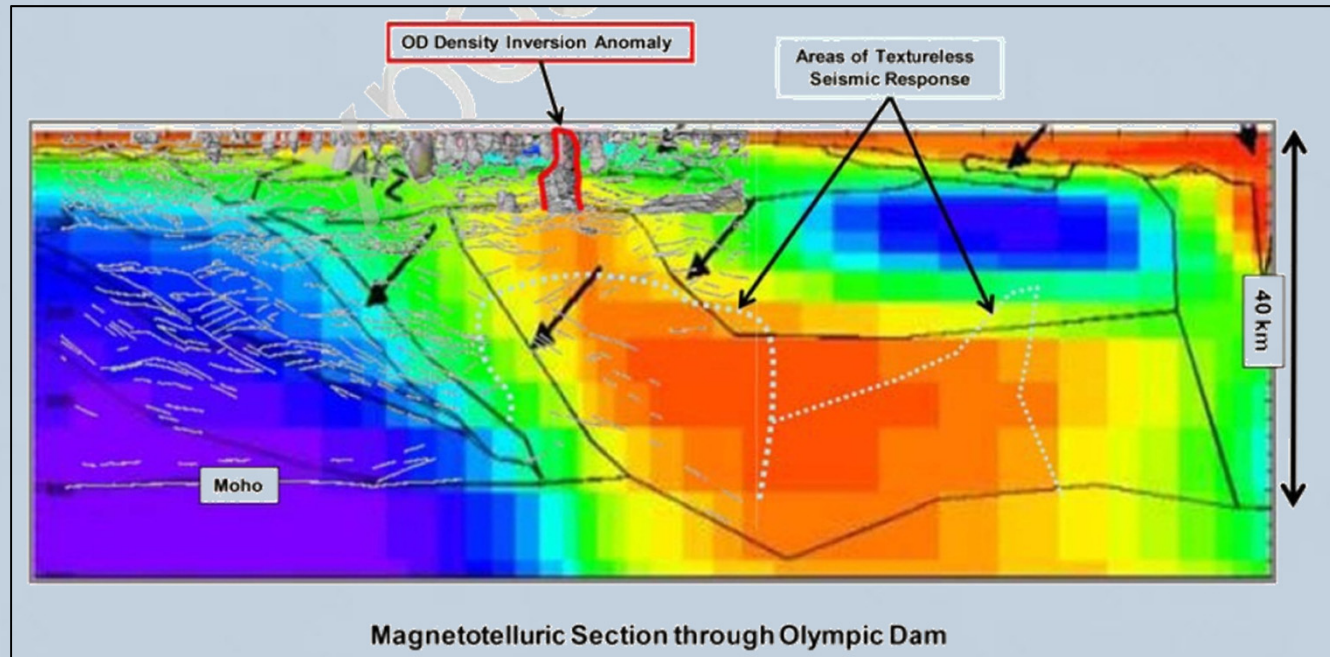 OD Density Inversion Anomaly
Areas of Textureless
Seismic Response
40 km
Moho
Magnetotelluric Section through Olympic Dam